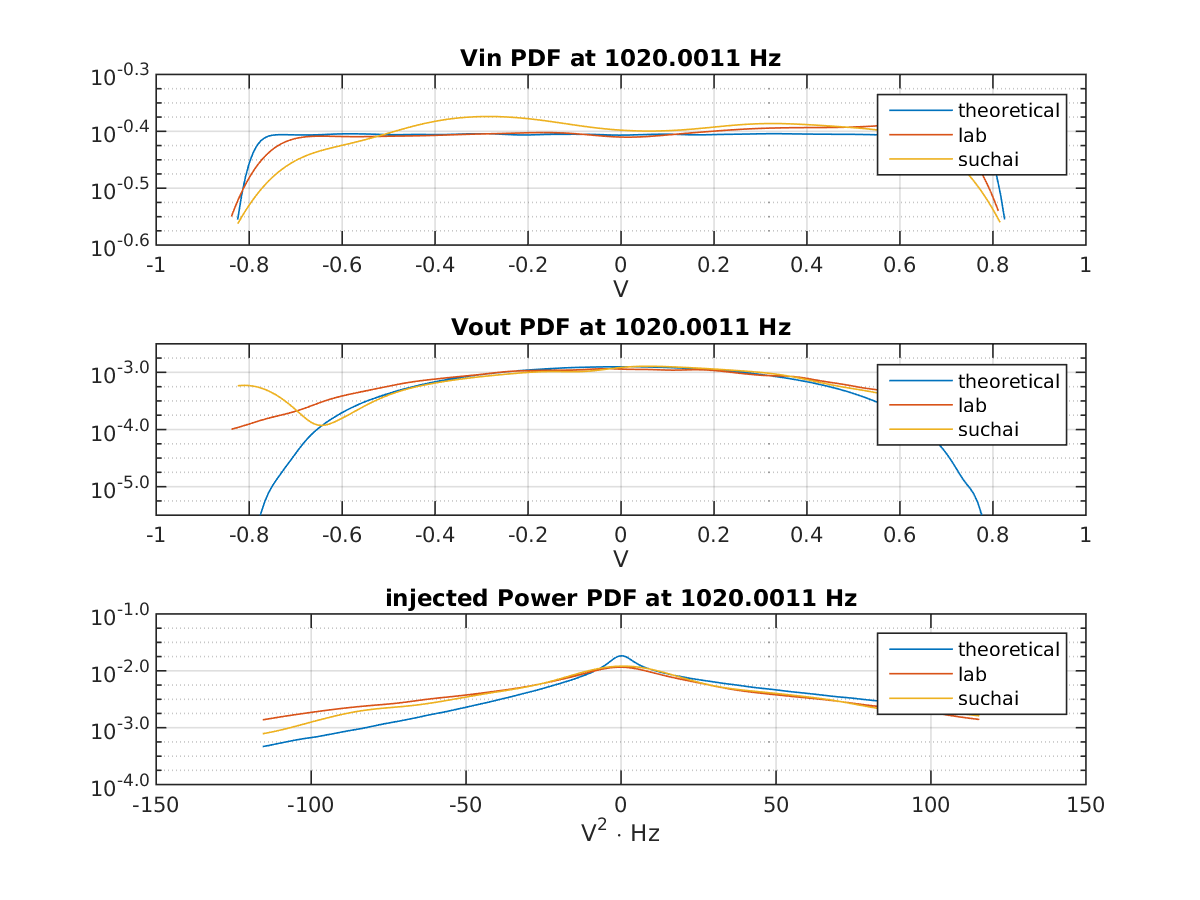 Vin PDF at 1020.0011 Hz
10^-0.3
10^-0.4
10^-0.5
10^-0.6
theoretical
lab
suchai
-1 -0.8 -0.6 -0.4 -0.2 0 0.2 0.4 0.6 0.8 1
V
Vout PDF at 1020.0011 Hz
10^-3.0
10^-4.0
10^-5.0
theoretical
lab
suchai
-1 -0.8 -0.6 -0.4 -0.2 0 0.2 0.4 0.6 0.8 1
V
injected Power PDF at 1020.0011 Hz
10^-1.0
10^-2.0
10^-3.0
10^-4.0
theoretical
lab
suchai
-150 -100 -50 0 50 100 150
V^2 · Hz